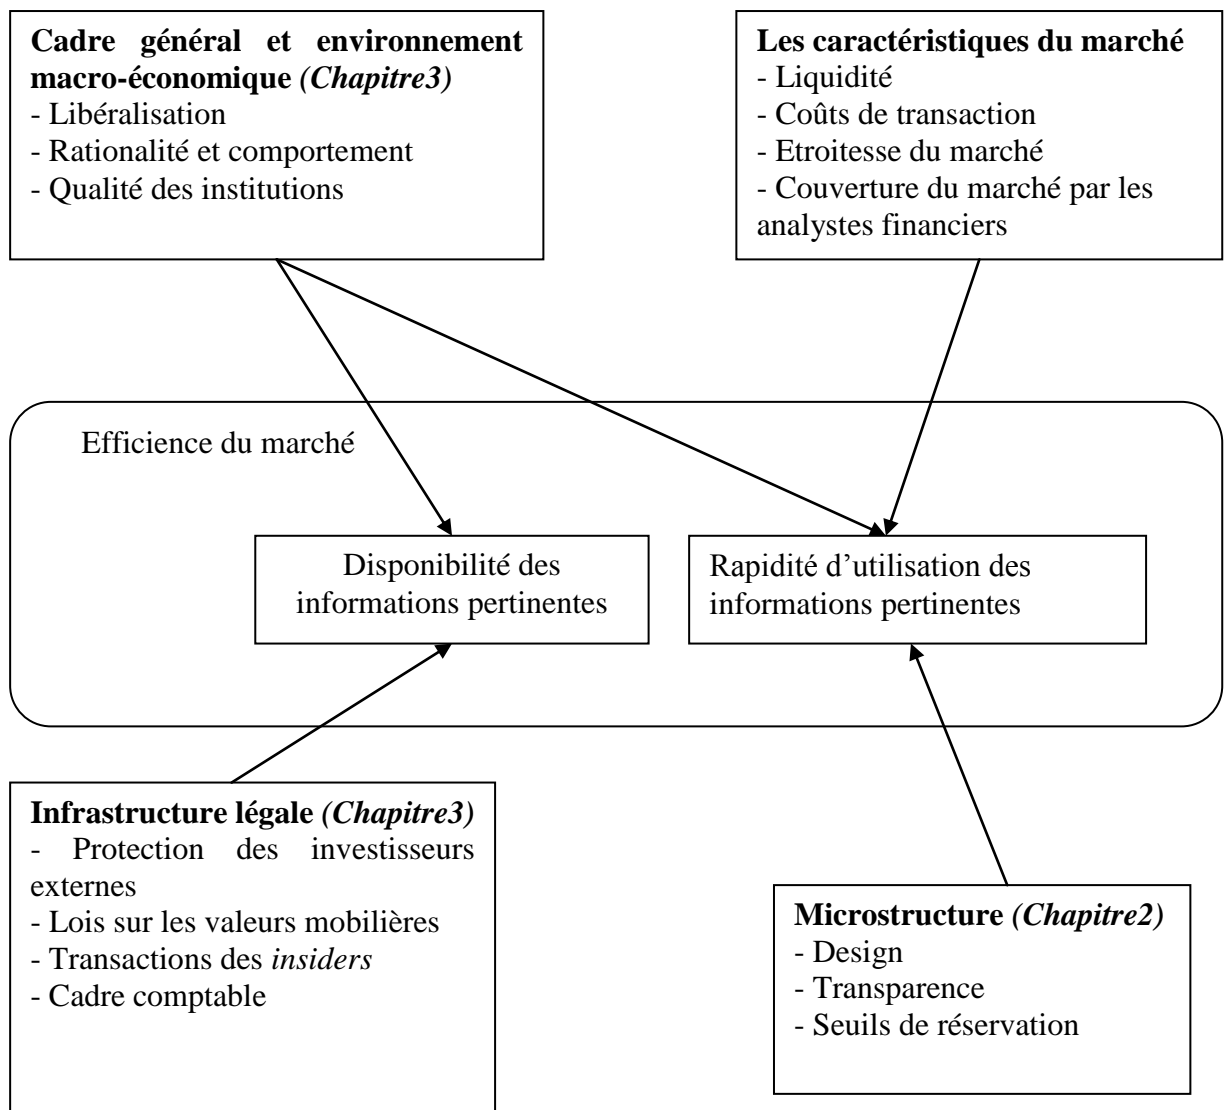 Cadre général et environnement
macro-économique (Chapitre3)
- Libéralisation
- Rationalité et comportement
- Qualité des institutions
Les caractéristiques du marché
- Liquidité
- Coûts de transaction
- Etroitesse du marché
- Couverture du marché par les
analystes financiers
Efficience du marché
Disponibilité des
informations pertinentes
Rapidité d’utilisation des
informations pertinentes
Infrastructure légale (Chapitre3)
- Protection des investisseurs
externes
- Lois sur les valeurs mobilières
- Transactions des insiders
- Cadre comptable
Microstructure (Chapitre2)
- Design
- Transparence
- Seuils de réservation